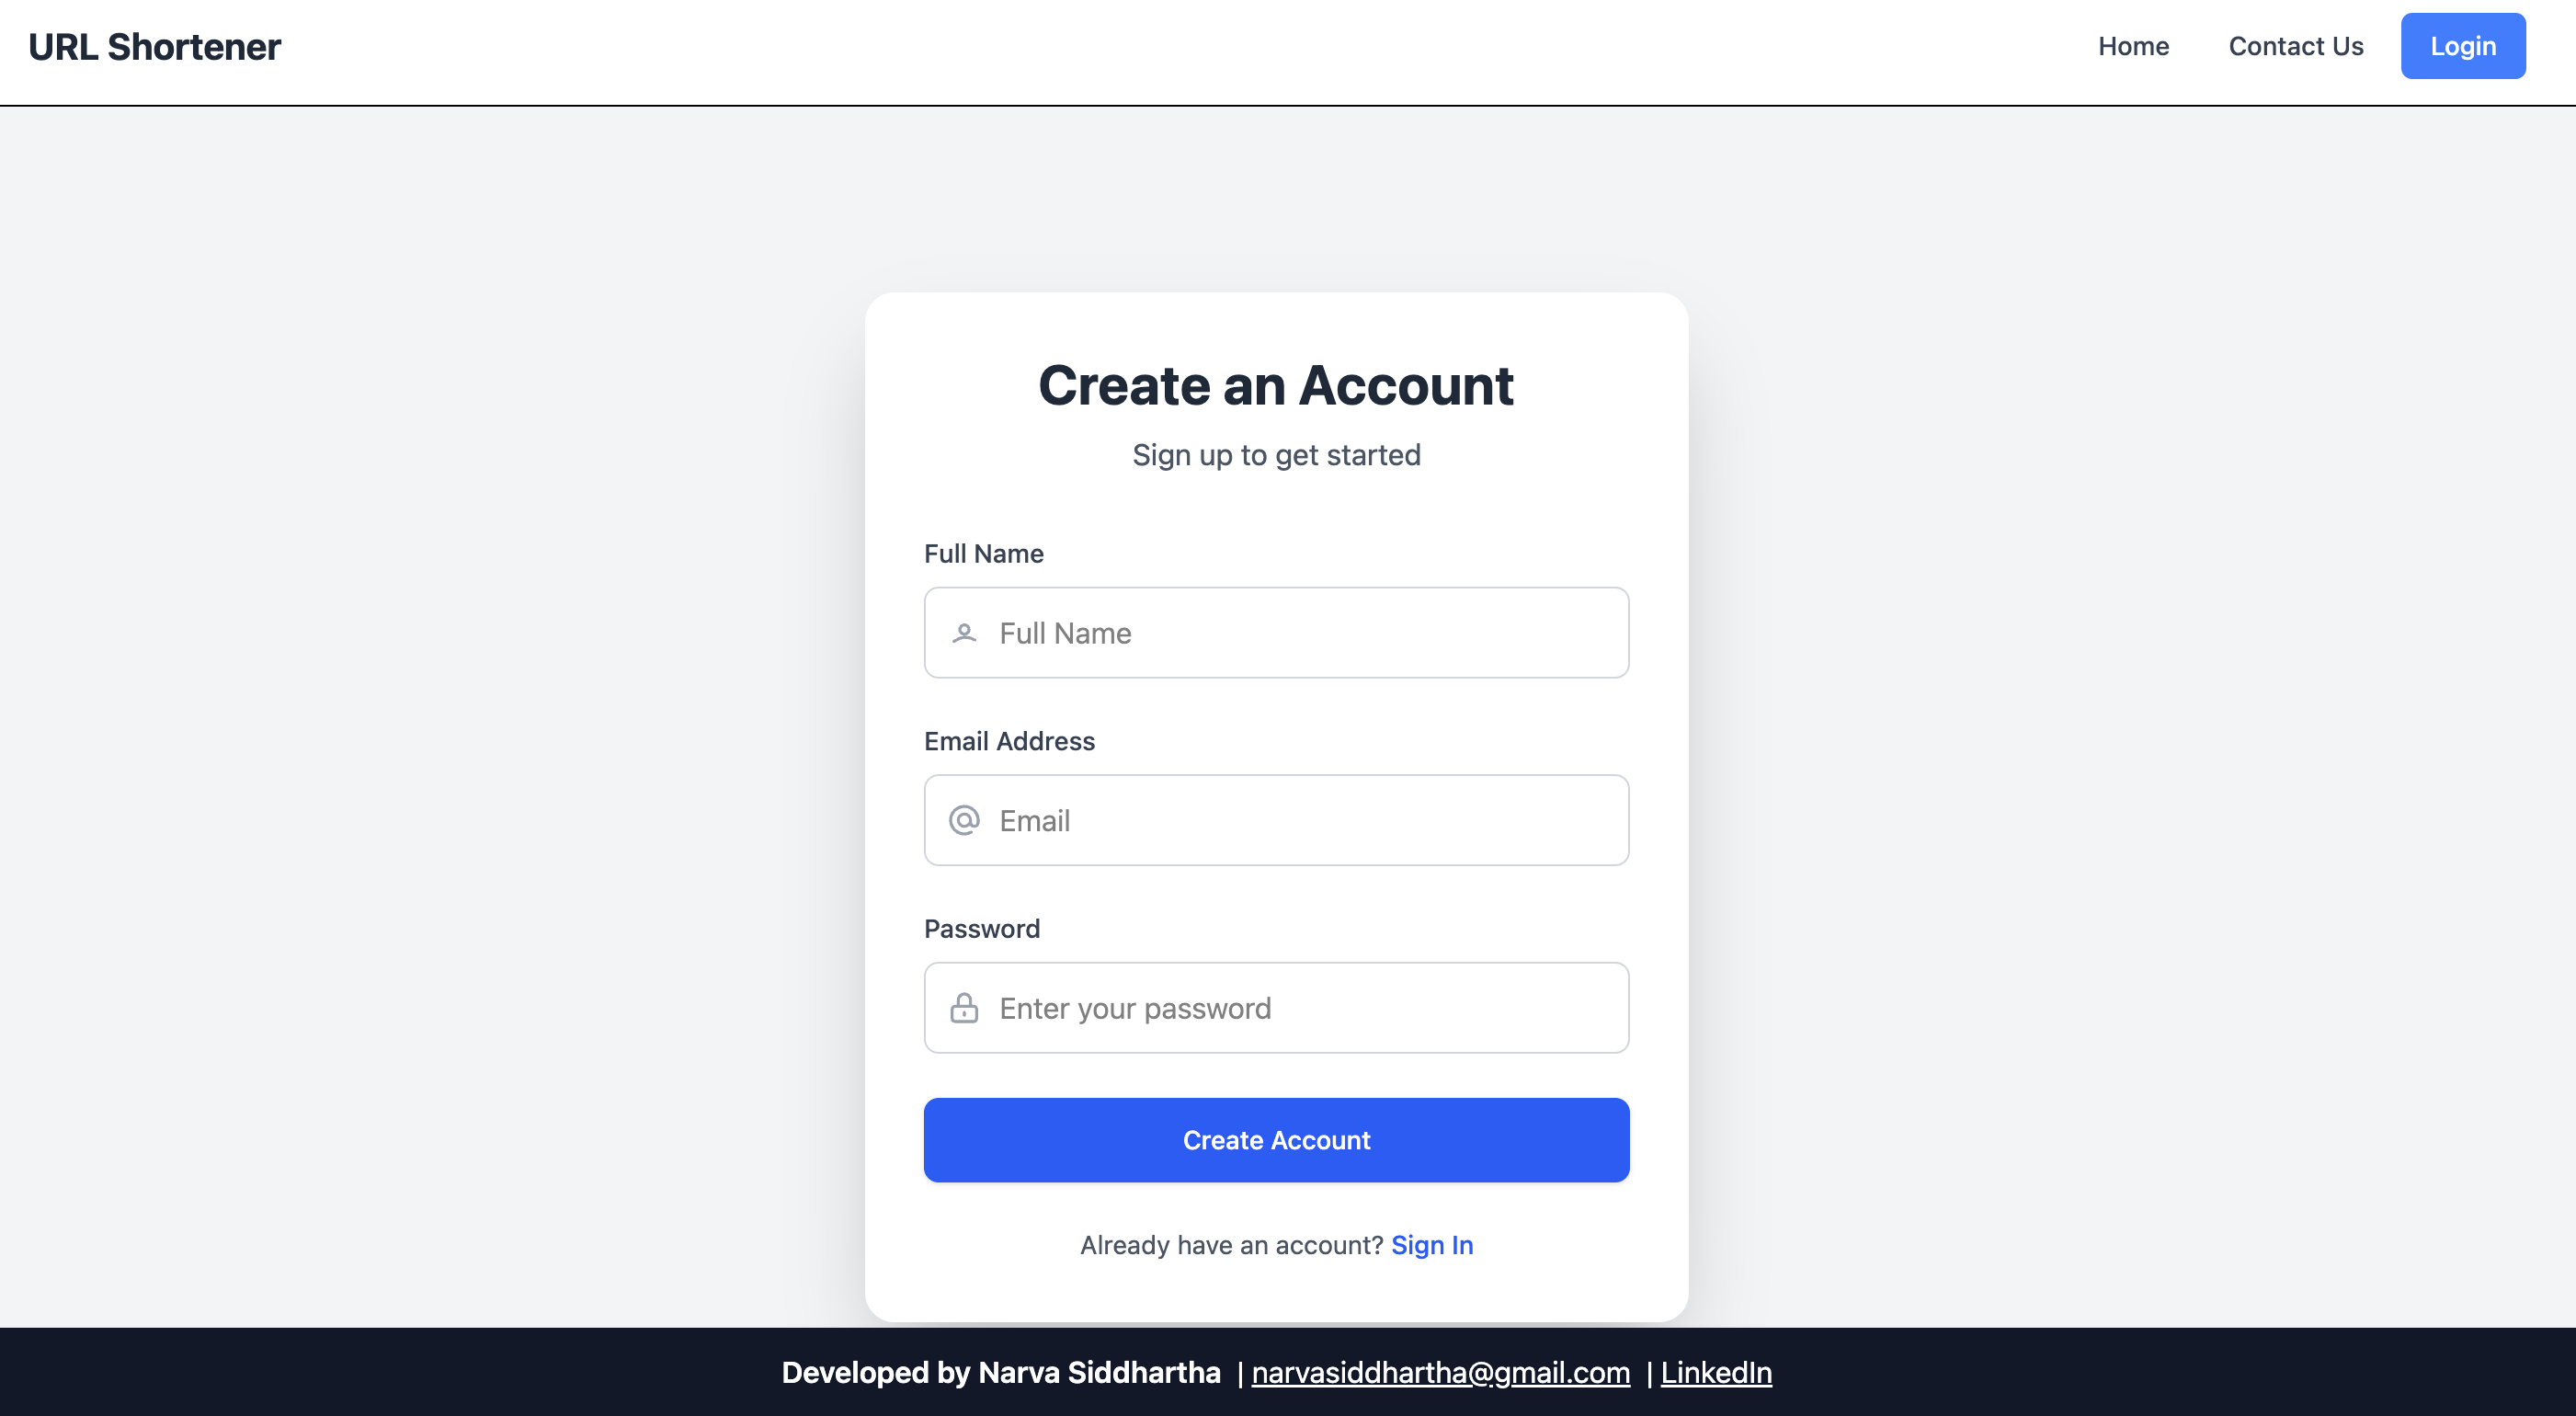 URL Shortener
Home
Contact Us
Login
Create an Account
Sign up to get started
Full Name
Full Name
Email Address
Email
Password
Enter your password
Create Account
Already have an account? Sign In
Developed by Narva Siddhartha | narvasiddhartha@gmail.com | LinkedIn